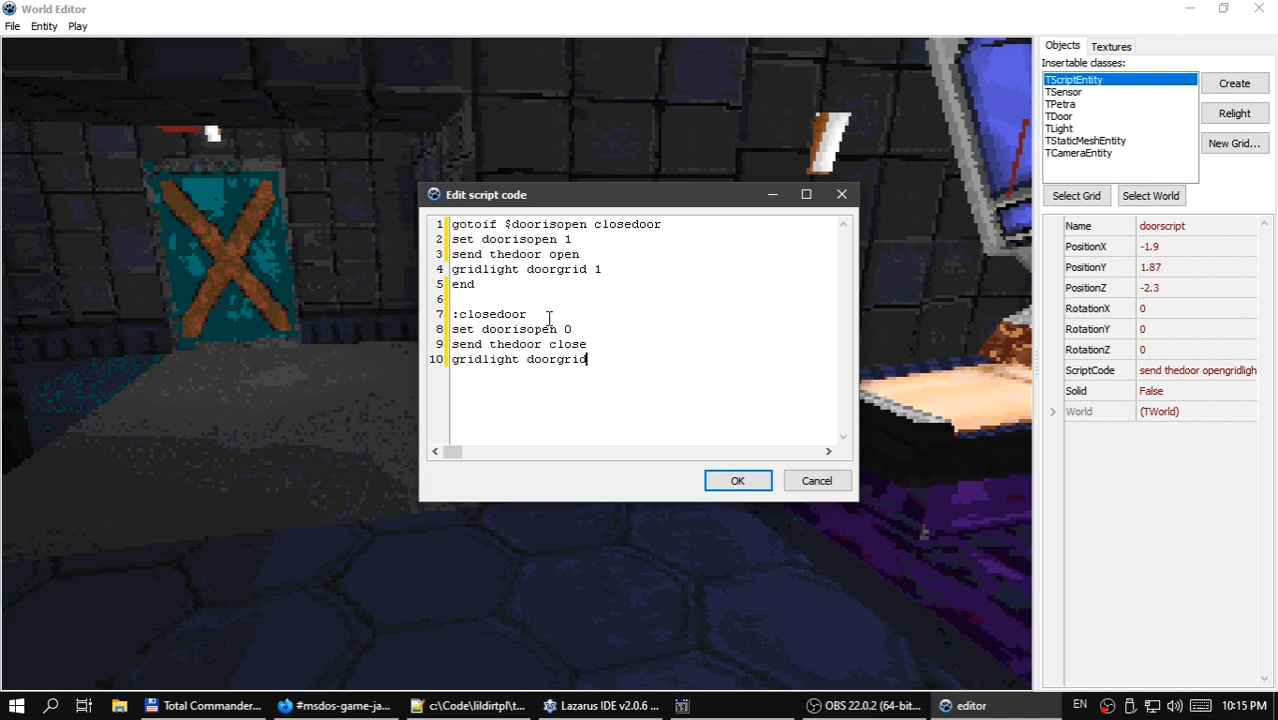 World Editor
File Entity Play
Objects Textures
Insertable classes:
TScriptEntity
TSensor
TPetra
TDoor
TLight
TStaticMeshEntity
TCameraEntity
Create
Relight
New Grid...
Select Grid Select World
Name doorscript
PositionX -1.9
PositionY 1.87
PositionZ -2.3
RotationX 0
RotationY 0
RotationZ 0
ScriptCode send thedoor opengridligh
Solid False
World (TWorld)
Edit script code
1 gotoif $doorisopen closedoor
2 set doorisopen 1
3 send thedoor open
4 gridlight doorgrid 1
5 end
6
7 :closedoor
8 set doorisopen 0
9 send thedoor close
10 gridlight doorgrid
OK Cancel
Total Commander... #msdos-game-ja... c:\Code\lildirtpl\t... Lazarus IDE v2.0.6 ... OBS 22.0.2 (64-bit... editor EN 10:15 PM